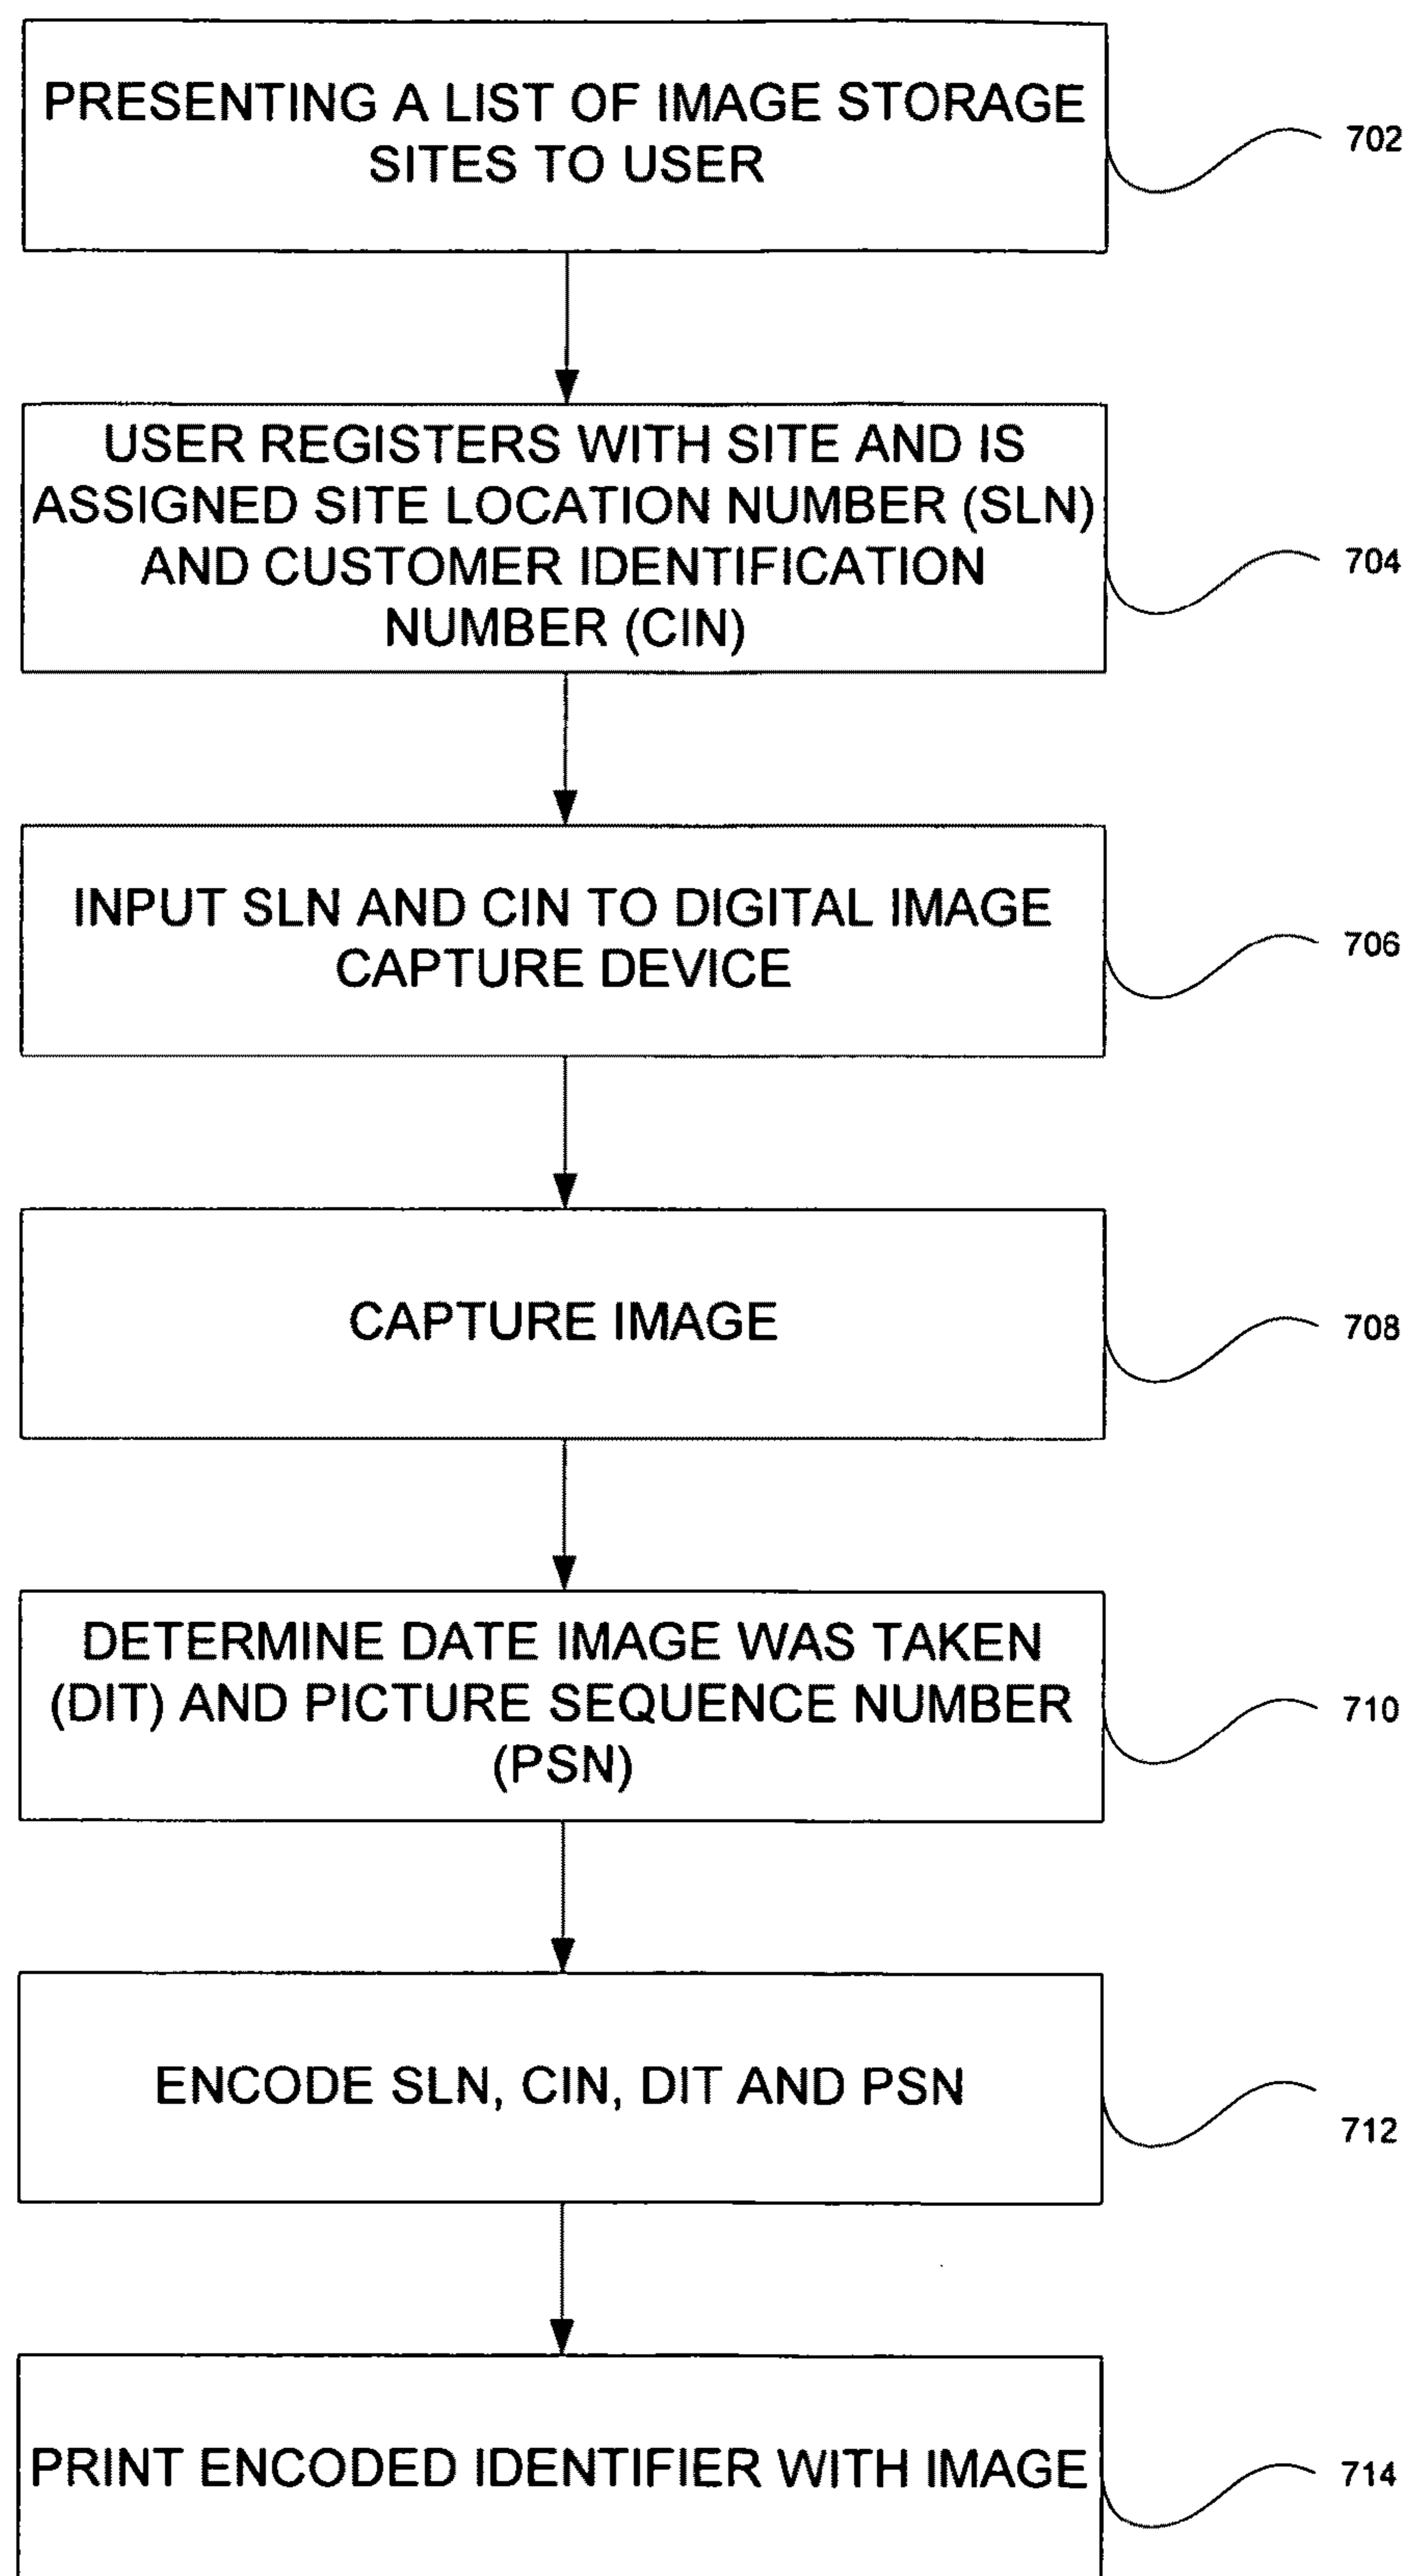 PRESENTING A LIST OF IMAGE STORAGE
SITES TO USER
702
USER REGISTERS WITH SITE AND IS
ASSIGNED SITE LOCATION NUMBER (SLN)
AND CUSTOMER IDENTIFICATION
NUMBER (CIN)
704
INPUT SLN AND CIN TO DIGITAL IMAGE
CAPTURE DEVICE
706
CAPTURE IMAGE
708
DETERMINE DATE IMAGE WAS TAKEN
(DIT) AND PICTURE SEQUENCE NUMBER
(PSN)
710
ENCODE SLN, CIN, DIT AND PSN
712
PRINT ENCODED IDENTIFIER WITH IMAGE
714